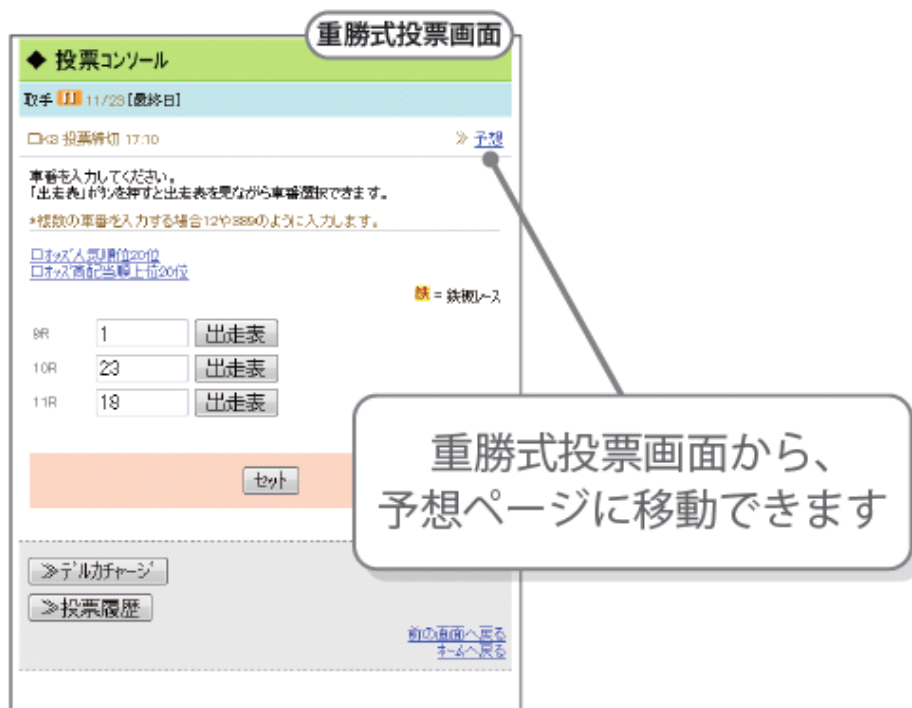 重勝式投票画面
◆ 投票コンソール
取手 11/23[最終日]
□K3 投票締切 17:10
≫ 予想
車番を入力してください。
「出走表」ボタンを押すと出走表を見ながら車番選択できます。
*複数の車番を入力する場合12や389のように入力します。
□オッズ人気順位20位
□オッズ高配当順上位20位
鉄 = 鉄板レース
9R 1 出走表
10R 23 出走表
11R 19 出走表
セット
重勝式投票画面から、
予想ページに移動できます
≫デルカチャージ
≫投票履歴
前の画面へ戻る
ホームへ戻る